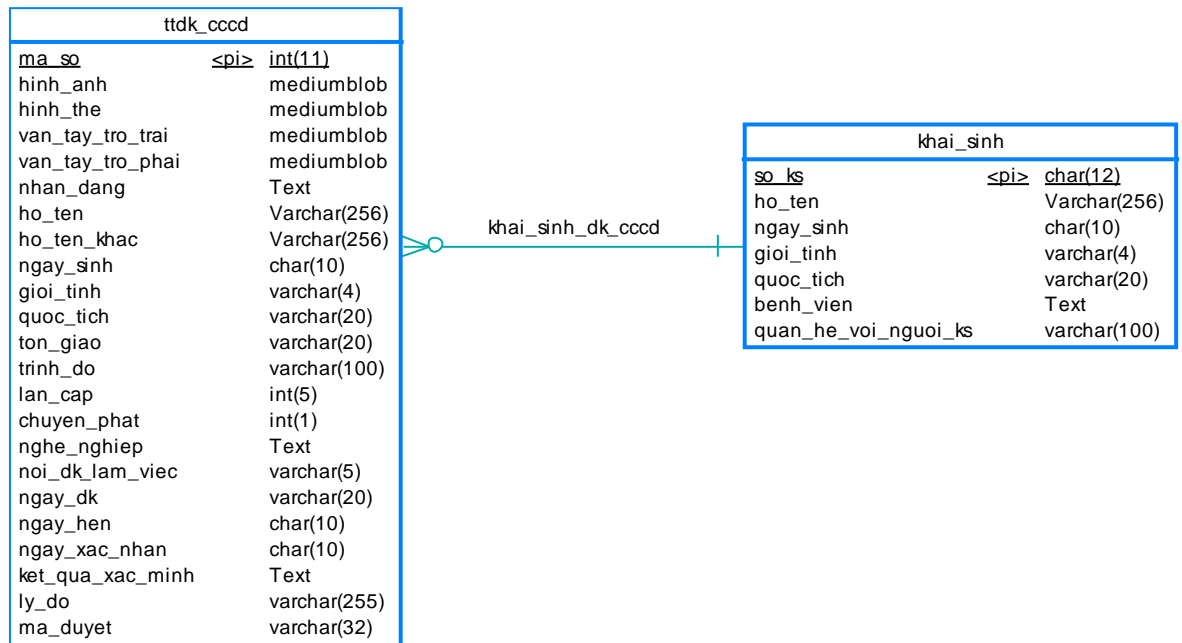 ttdk_cccd
ma_so <pi> int(11)
hinh_anh mediumblob
hinh_the mediumblob
van_tay_tro_trai mediumblob
van_tay_tro_phai mediumblob
nhan_dang Text
ho_ten Varchar(256)
ho_ten_khac Varchar(256)
ngay_sinh char(10)
gioi_tinh varchar(4)
quoc_tich varchar(20)
ton_giao varchar(20)
trinh_do varchar(100)
lan_cap int(5)
chuyen_phat int(1)
nghe_nghiep Text
noi_dk_lam_viec varchar(5)
ngay_dk varchar(20)
ngay_hen char(10)
ngay_xac_nhan char(10)
ket_qua_xac_minh Text
ly_do varchar(255)
ma_duyet varchar(32)
khai_sinh_dk_cccd
khai_sinh
so_ks <pi> char(12)
ho_ten Varchar(256)
ngay_sinh char(10)
gioi_tinh varchar(4)
quoc_tich varchar(20)
benh_vien Text
quan_he_voi_nguoi_ks varchar(100)